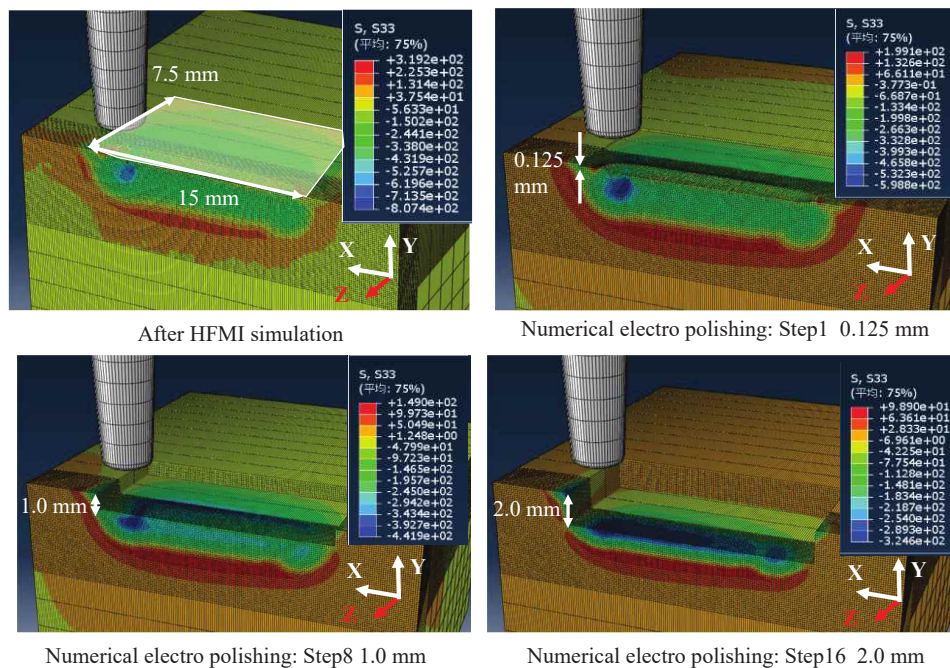 7.5 mm
15 mm
S, S33
(平均: 75%)
+3.192e+02
+2.253e+02
+1.314e+02
+3.754e+01
-5.633e+01
-1.502e+02
-2.441e+02
-3.380e+02
-4.319e+02
-5.257e+02
-6.196e+02
-7.135e+02
-8.074e+02
X
Y
Z
After HFMI simulation
0.125
mm
S, S33
(平均: 75%)
+1.991e+02
+1.326e+02
+6.611e+01
-3.773e-01
-6.687e+01
-1.334e+02
-1.998e+02
-2.663e+02
-3.328e+02
-3.993e+02
-4.658e+02
-5.323e+02
-5.988e+02
X
Y
Z
Numerical electro polishing: Step1 0.125 mm
1.0 mm
S, S33
(平均: 75%)
+1.490e+02
+9.973e+01
+5.049e+01
+1.248e+00
-4.799e+01
-9.723e+01
-1.465e+02
-1.957e+02
-2.450e+02
-2.942e+02
-3.434e+02
-3.927e+02
-4.419e+02
X
Y
Z
Numerical electro polishing: Step8 1.0 mm
2.0 mm
S, S33
(平均: 75%)
+9.890e+01
+6.361e+01
+2.833e+01
-6.961e+00
-4.225e+01
-7.754e+01
-1.128e+02
-1.481e+02
-1.834e+02
-2.187e+02
-2.540e+02
-2.893e+02
-3.246e+02
X
Y
Z
Numerical electro polishing: Step16 2.0 mm